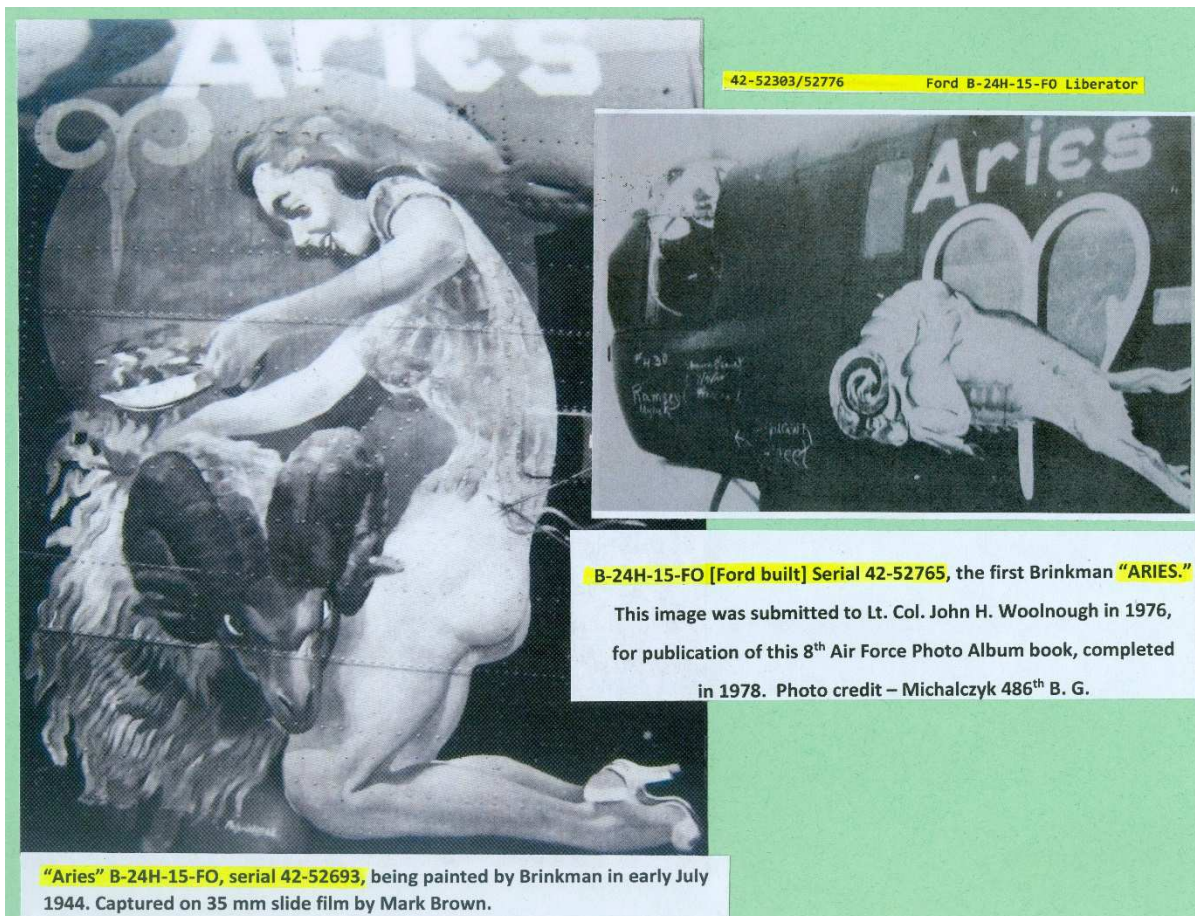 Aries
42-52303/52776 Ford B-24H-15-FO Liberator
Aries
#430
Ramsey
B-24H-15-FO [Ford built] Serial 42-52765, the first Brinkman “ARIES.”
This image was submitted to Lt. Col. John H. Woolnough in 1976,
for publication of this 8th Air Force Photo Album book, completed
in 1978. Photo credit – Michalczyk 486th B. G.
“Aries” B-24H-15-FO, serial 42-52693, being painted by Brinkman in early July
1944. Captured on 35 mm slide film by Mark Brown.